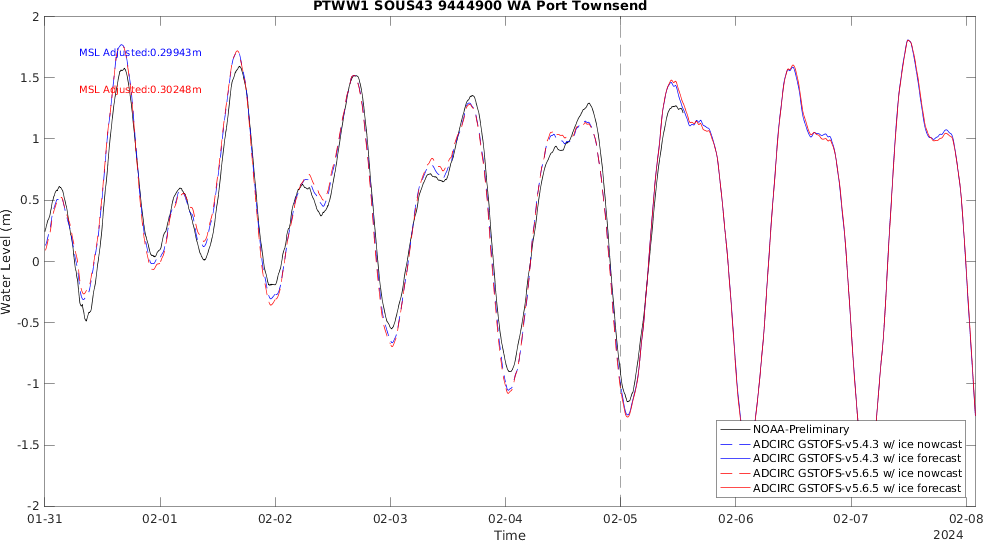 PTWW1 SOUS43 9444900 WA Port Townsend
2
1.5
1
0.5
0
-0.5
-1
-1.5
-2
Water Level (m)
MSL Adjusted:0.29943m
MSL Adjusted:0.30248m
NOAA-Preliminary
ADCIRC GSTOFS-v5.4.3 w/ ice nowcast
ADCIRC GSTOFS-v5.4.3 w/ ice forecast
ADCIRC GSTOFS-v5.6.5 w/ ice nowcast
ADCIRC GSTOFS-v5.6.5 w/ ice forecast
01-31 02-01 02-02 02-03 02-04 02-05 02-06 02-07 02-08
Time
2024